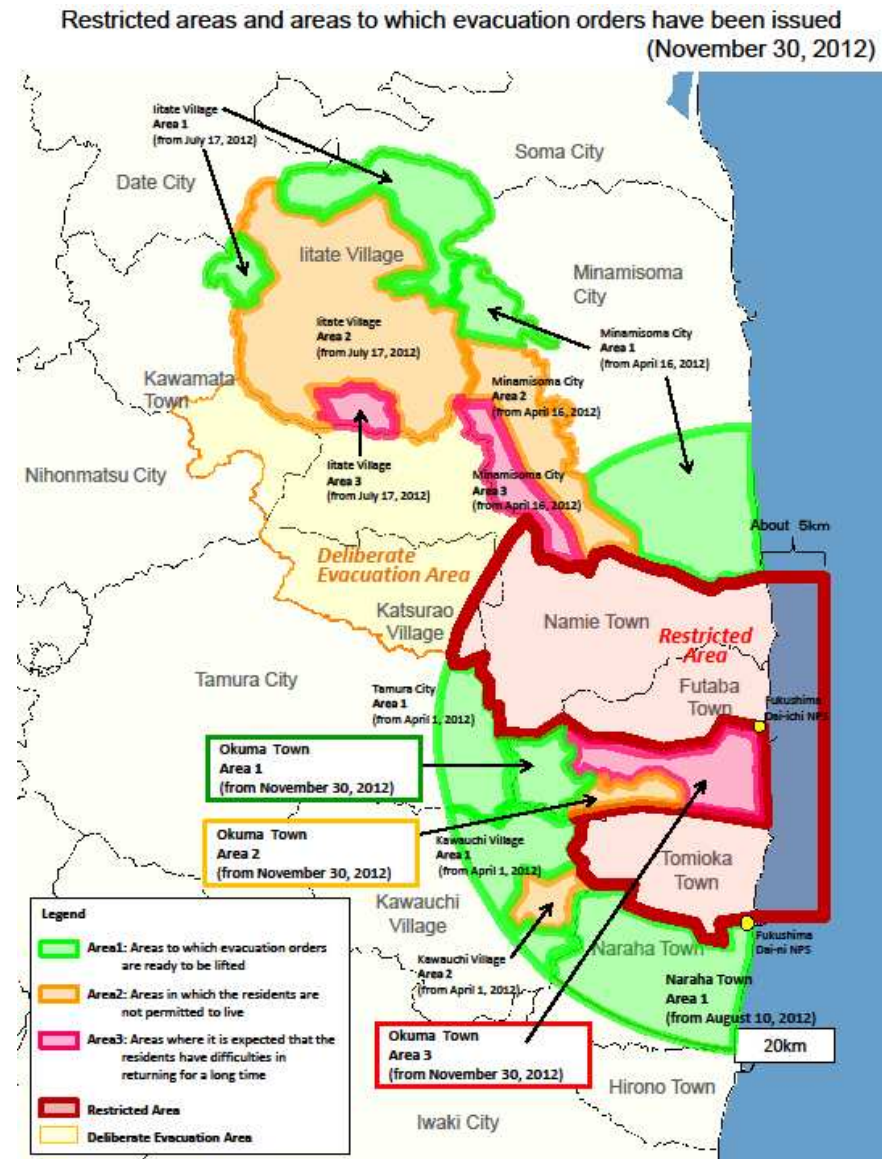 Restricted areas and areas to which evacuation orders have been issued
(November 30, 2012)
Iitate Village
Area 1
(from July 17, 2012)
Soma City
Date City
Iitate Village
Minamisoma
City
Iitate Village
Area 2
(from July 17, 2012)
Minamisoma City
Area 1
(from April 16, 2012)
Kawamata
Town
Minamisoma City
Area 2
(from April 16, 2012)
Nihonmatsu City
Iitate Village
Area 3
(from July 17, 2012)
Minamisoma City
Area 3
(from April 16, 2012)
About 5km
Deliberate
Evacuation Area
Katsurao
Village
Namie Town
Restricted
Area
Tamura City
Futaba
Town
Tamura City
Area 1
(from April 1, 2012)
Fukushima
Dai-ichi NPS
Okuma Town
Area 1
(from November 30, 2012)
Okuma Town
Area 2
(from November 30, 2012)
Kawauchi Village
Area 1
(from April 1, 2012)
Tomioka
Town
Kawauchi
Village
Fukushima
Dai-ni NPS
Naraha Town
Kawauchi Village
Area 2
(from April 1, 2012)
Naraha Town
Area 1
(from August 10, 2012)
Okuma Town
Area 3
(from November 30, 2012)
20km
Hirono Town
Iwaki City
Legend
Area1: Areas to which evacuation orders
are ready to be lifted
Area2: Areas in which the residents are
not permitted to live
Area3: Areas where it is expected that the
residents have difficulties in
returning for a long time
Restricted Area
Deliberate Evacuation Area